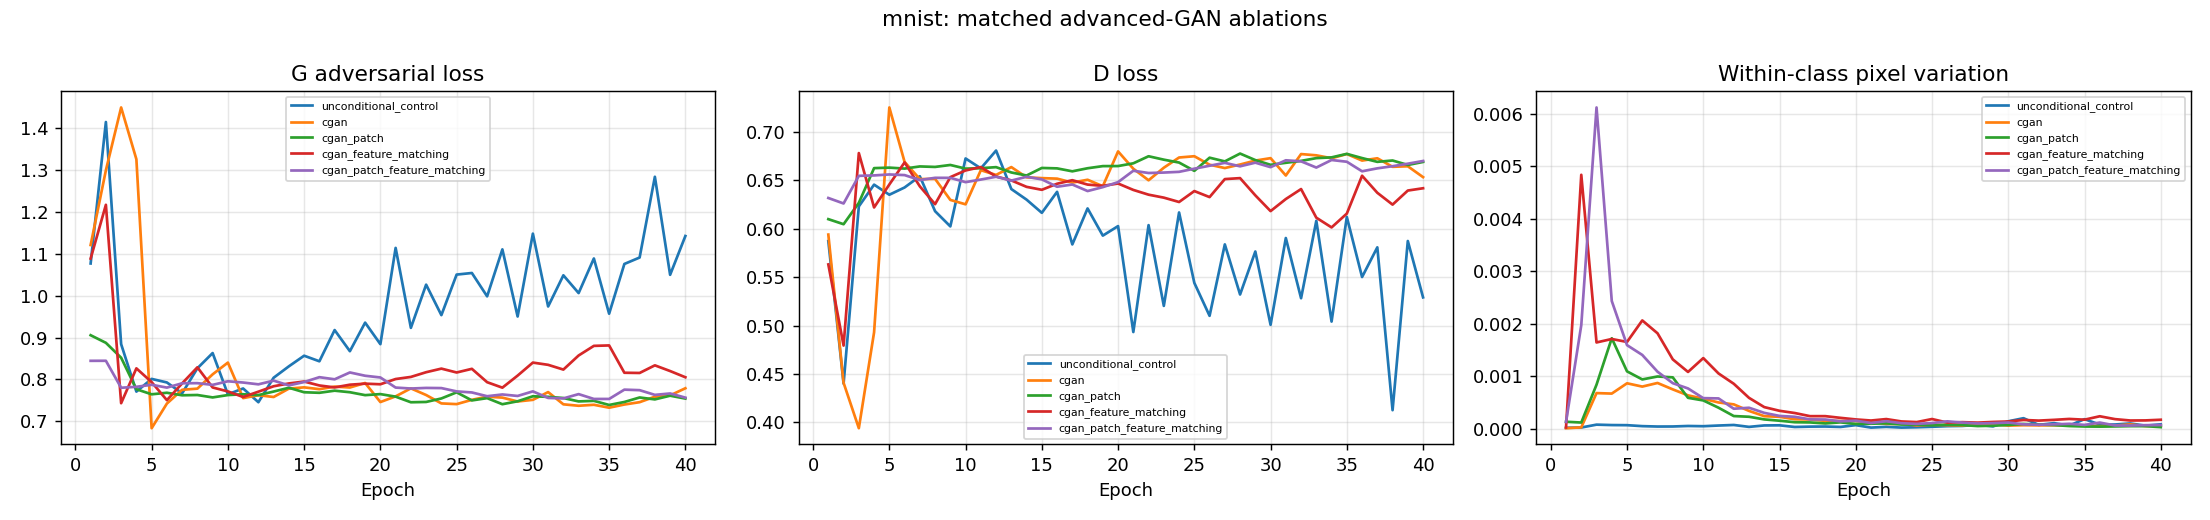 mnist: matched advanced-GAN ablations
G adversarial loss
unconditional_control
cgan
cgan_patch
cgan_feature_matching
cgan_patch_feature_matching
1.4
1.3
1.2
1.1
1.0
0.9
0.8
0.7
0 5 10 15 20 25 30 35 40
Epoch
D loss
0.70
0.65
0.60
0.55
0.50
0.45
0.40
unconditional_control
cgan
cgan_patch
cgan_feature_matching
cgan_patch_feature_matching
0 5 10 15 20 25 30 35 40
Epoch
Within-class pixel variation
unconditional_control
cgan
cgan_patch
cgan_feature_matching
cgan_patch_feature_matching
0.006
0.005
0.004
0.003
0.002
0.001
0.000
0 5 10 15 20 25 30 35 40
Epoch